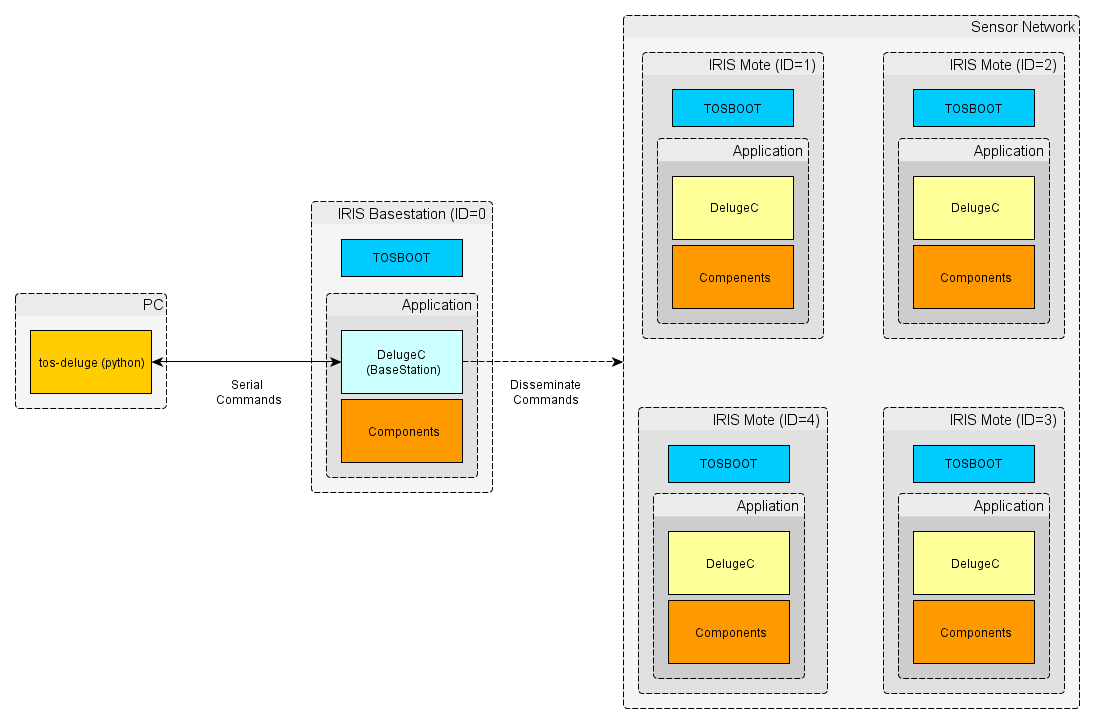 PC
tos-deluge (python)
Serial
Commands
IRIS Basestation (ID=0
TOSBOOT
Application
DelugeC
(BaseStation)
Components
Disseminate
Commands
Sensor Network
IRIS Mote (ID=1)
TOSBOOT
Application
DelugeC
Compenents
IRIS Mote (ID=2)
TOSBOOT
Application
DelugeC
Components
IRIS Mote (ID=4)
TOSBOOT
Appliation
DelugeC
Components
IRIS Mote (ID=3)
TOSBOOT
Application
DelugeC
Components